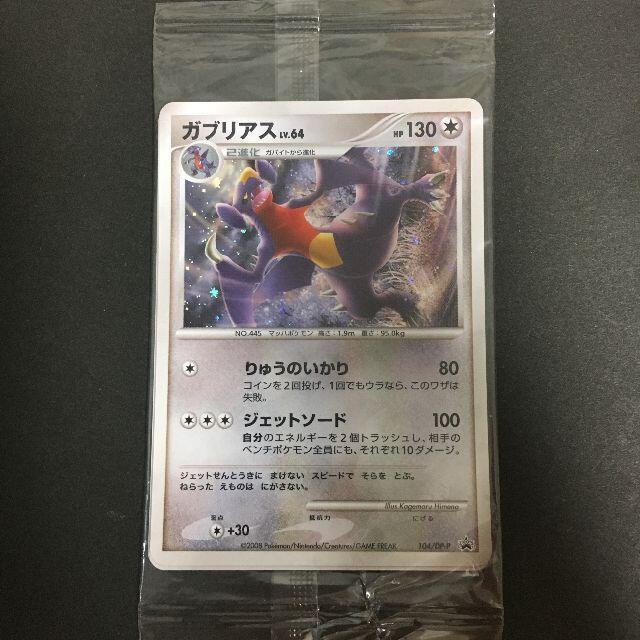 ガブリアス LV.64 HP 130
2進化 ガバイトから進化
NO.445 マッハポケモン 高さ：1.9m 重さ：95.0kg
りゅうのいかり 80
コインを2回投げ、1回でもウラなら、このワザは
失敗。
ジェットソード 100
自分のエネルギーを2個トラッシュし、相手の
ベンチポケモン全員にも、それぞれ10ダメージ。
ジェットせんとうきに まけない スピードで そらを とぶ。
ねらった えものは にがさない。
Illus. Kagemaru Himeno
弱点 抵抗力 にげる
+30
©2008 Pokémon/Nintendo/Creatures/GAME FREAK 104/DP-P